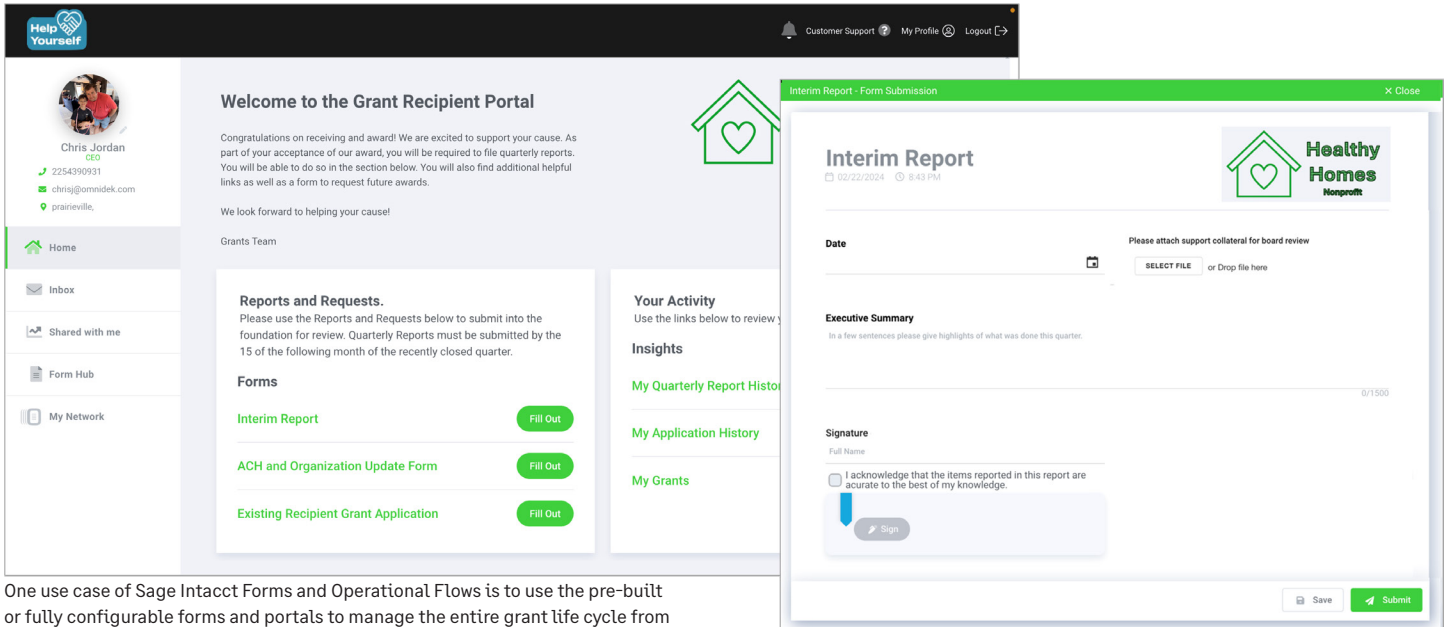 Help
Yourself
Customer Support ?
My Profile
Logout
Chris Jordan
CEO
2254390931
chrisj@omnidek.com
prairieville,
Home
Inbox
Shared with me
Form Hub
My Network
Welcome to the Grant Recipient Portal
Congratulations on receiving and award! We are excited to support your cause. As
part of your acceptance of our award, you will be required to file quarterly reports.
You will be able to do so in the section below. You will also find additional helpful
links as well as a form to request future awards.
We look forward to helping your cause!
Grants Team
Reports and Requests.
Please use the Reports and Requests below to submit into the
foundation for review. Quarterly Reports must be submitted by the
15 of the following month of the recently closed quarter.
Forms
Interim Report
Fill Out
ACH and Organization Update Form
Fill Out
Existing Recipient Grant Application
Fill Out
Your Activity
Use the links below to review
Insights
My Quarterly Report Histo
My Application History
My Grants
Interim Report - Form Submission
× Close
Interim Report
02/22/2024 8:43 PM
Healthy
Homes
Nonprofit
Date
Please attach support collateral for board review
SELECT FILE or Drop file here
Executive Summary
In a few sentences please give highlights of what was done this quarter.
0/1500
Signature
Full Name
I acknowledge that the items reported in this report are
acurate to the best of my knowledge.
Sign
Save
Submit
One use case of Sage Intacct Forms and Operational Flows is to use the pre-built
or fully configurable forms and portals to manage the entire grant life cycle from